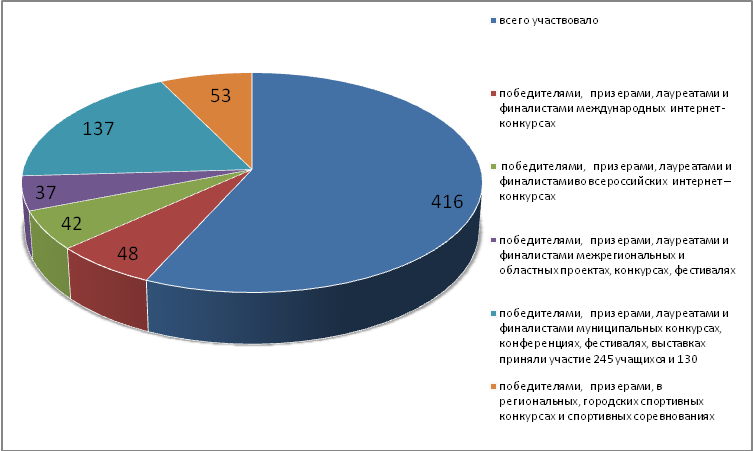 всего участвовало
победителями, призерами, лауреатами и
финалистами международных интернет-
конкурсах
победителями, призерами, лауреатами и
финалистамиво всероссийских интернет—
конкурсах
победителями, призерами, лауреатами и
финалистами межрегиональных и
областных проектах, конкурсах, фестивалях
победителями, призерами, лауреатами и
финалистами муниципальных конкурсах,
конференциях, фестивалях, выставках
приняли участие 245 учащихся и 130
победителями, призерами, в
региональных, городских спортивных
конкурсах и спортивных соревнованиях
53
137
37
42
48
416